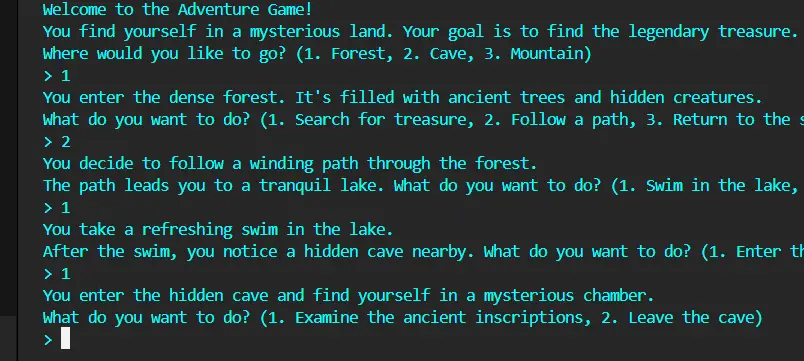 Welcome to the Adventure Game!
You find yourself in a mysterious land. Your goal is to find the legendary treasure.
Where would you like to go? (1. Forest, 2. Cave, 3. Mountain)
> 1
You enter the dense forest. It's filled with ancient trees and hidden creatures.
What do you want to do? (1. Search for treasure, 2. Follow a path, 3. Return to the
> 2
You decide to follow a winding path through the forest.
The path leads you to a tranquil lake. What do you want to do? (1. Swim in the lake,
> 1
You take a refreshing swim in the lake.
After the swim, you notice a hidden cave nearby. What do you want to do? (1. Enter
> 1
You enter the hidden cave and find yourself in a mysterious chamber.
What do you want to do? (1. Examine the ancient inscriptions, 2. Leave the cave)
>